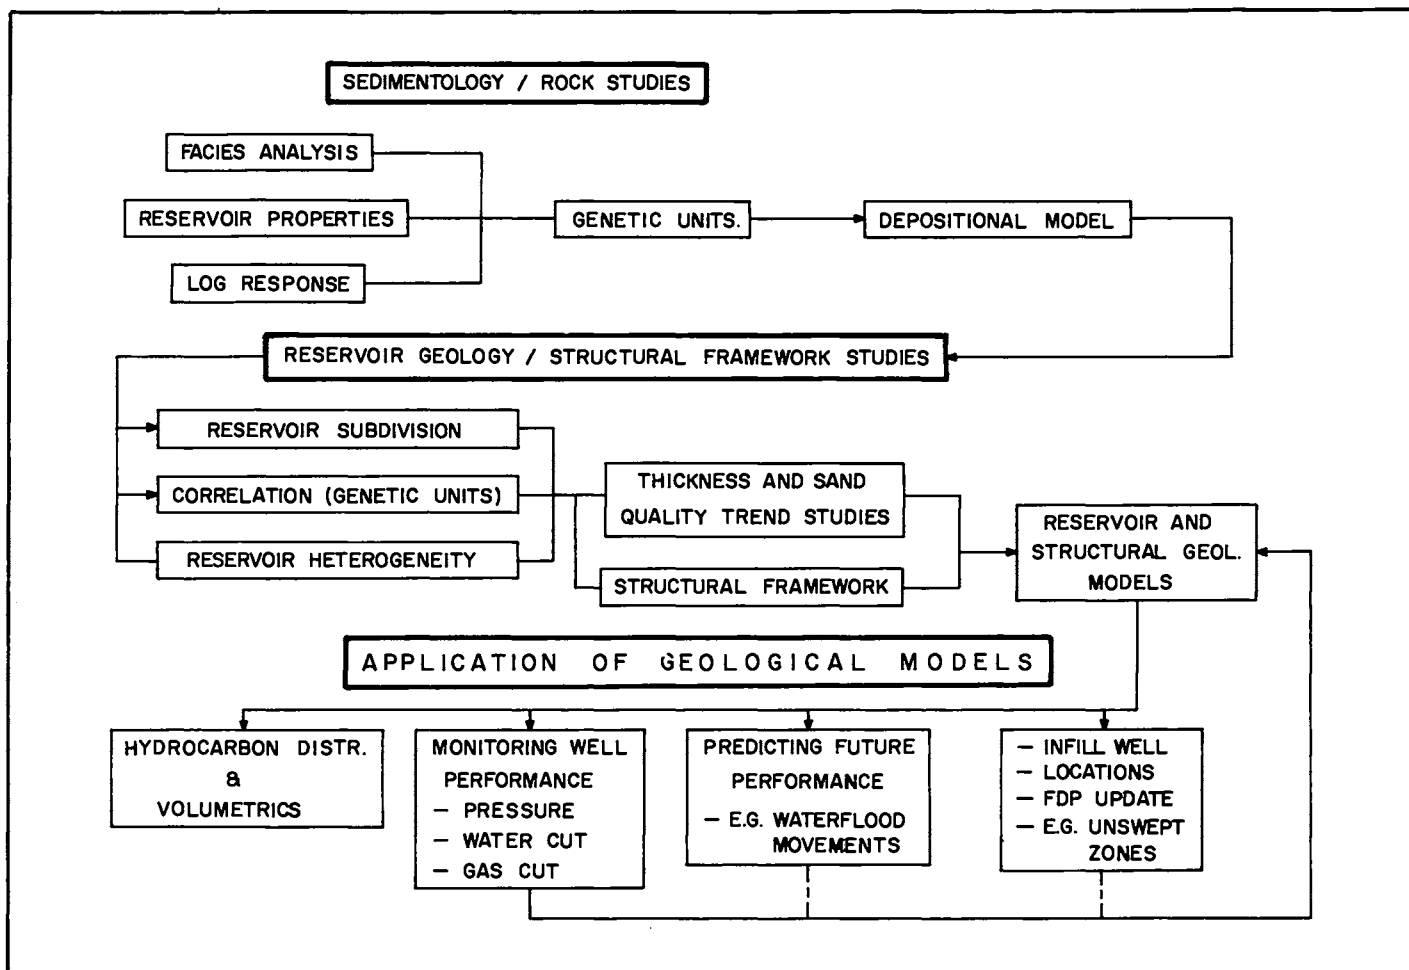 SEDIMENTOLOGY / ROCK STUDIES
FACIES ANALYSIS
RESERVOIR PROPERTIES
GENETIC UNITS.
DEPOSITIONAL MODEL
LOG RESPONSE
RESERVOIR GEOLOGY / STRUCTURAL FRAMEWORK STUDIES
RESERVOIR SUBDIVISION
CORRELATION (GENETIC UNITS)
RESERVOIR HETEROGENEITY
THICKNESS AND SAND
QUALITY TREND STUDIES
STRUCTURAL FRAMEWORK
RESERVOIR AND
STRUCTURAL GEOL.
MODELS
APPLICATION OF GEOLOGICAL MODELS
HYDROCARBON DISTR.
&
VOLUMETRICS
MONITORING WELL
PERFORMANCE
– PRESSURE
– WATER CUT
– GAS CUT
PREDICTING FUTURE
PERFORMANCE
– E.G. WATERFLOOD
MOVEMENTS
– INFILL WELL
– LOCATIONS
– FDP UPDATE
– E.G. UNSWEPT
ZONES